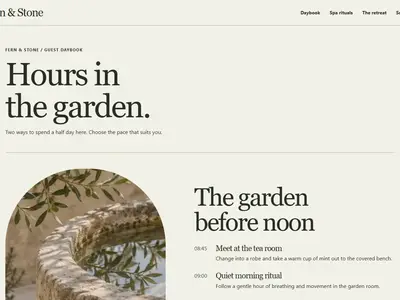 n & Stone
Daybook Spa rituals The retreat
FERN & STONE / GUEST DAYBOOK
Hours in
the garden.
Two ways to spend a half day here. Choose the pace that suits you.
The garden
before noon
08:45 Meet at the tea room
Change into a robe and take a warm cup of mint out to the covered bench.
09:00 Quiet morning ritual
Follow a gentle hour of breathing and movement in the garden room.